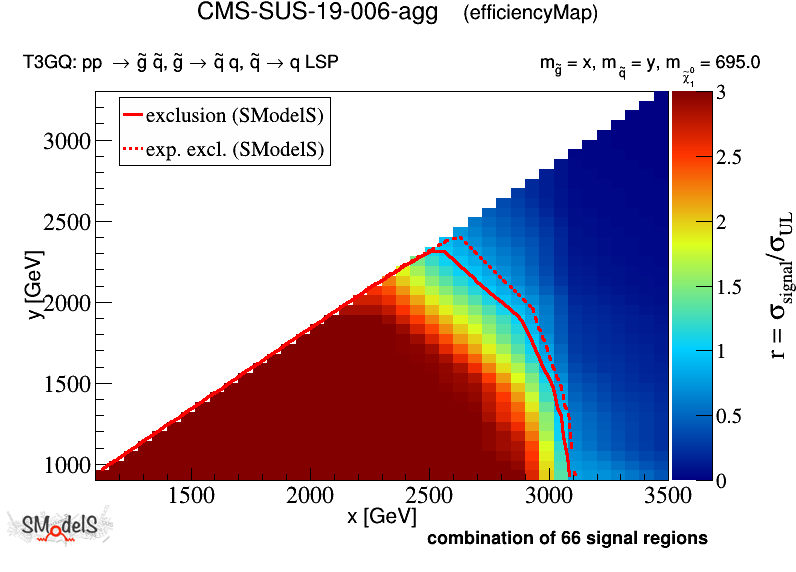 CMS-SUS-19-006-agg (efficiencyMap)
T3GQ: pp → g̃ q̃, g̃ → q̃ q, q̃ → q LSP
m_g̃ = x, m_q̃ = y, m_χ̃⁰₁ = 695.0
exclusion (SModelS)
exp. excl. (SModelS)
3000
2500
2000
1500
1000
y [GeV]
1500 2000 2500 3000 3500
x [GeV]
3
2.5
2
1.5
1
0.5
0
r = σ_signal/σ_UL
SModelS
combination of 66 signal regions